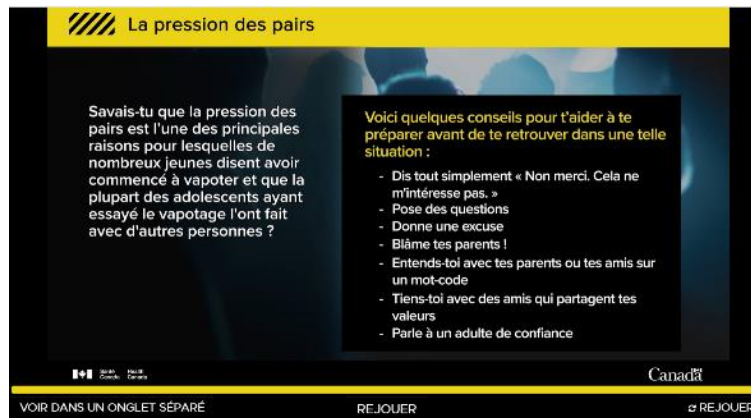 La pression des pairs
Savais-tu que la pression des
pairs est l'une des principales
raisons pour lesquelles de
nombreux jeunes disent avoir
commencé à vapoter et que la
plupart des adolescents ayant
essayé le vapotage l'ont fait
avec d'autres personnes ?
Voici quelques conseils pour t'aider à te
préparer avant de te retrouver dans une telle
situation :
- Dis tout simplement « Non merci. Cela ne
m'intéresse pas. »
- Pose des questions
- Donne une excuse
- Blâme tes parents !
- Entends-toi avec tes parents ou tes amis sur
un mot-code
- Tiens-toi avec des amis qui partagent tes
valeurs
- Parle à un adulte de confiance
Santé Health
Canada Canada
Canada
VOIR DANS UN ONGLET SÉPARÉ
REJOUER
REJOUER